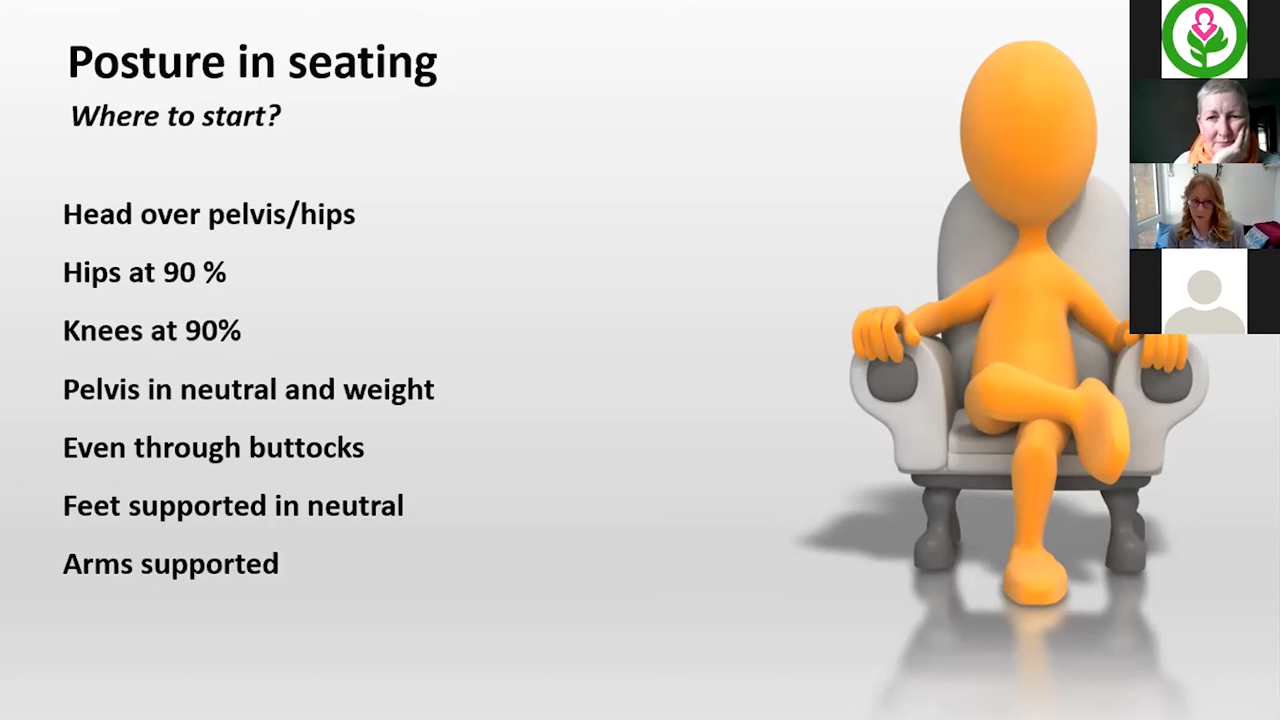 Posture in seating
Where to start?
Head over pelvis/hips
Hips at 90 %
Knees at 90%
Pelvis in neutral and weight
Even through buttocks
Feet supported in neutral
Arms supported